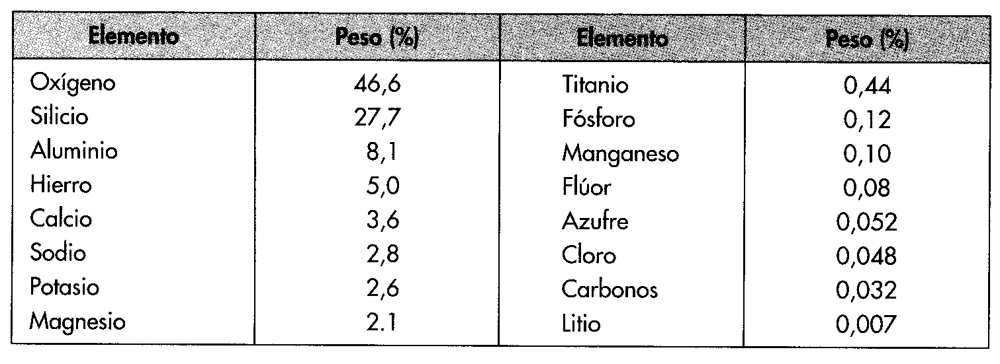 Elemento Peso (%) Elemento Peso (%)
Oxígeno 46,6 Titanio 0,44
Silicio 27,7 Fósforo 0,12
Aluminio 8,1 Manganeso 0,10
Hierro 5,0 Flúor 0,08
Calcio 3,6 Azufre 0,052
Sodio 2,8 Cloro 0,048
Potasio 2,6 Carbonos 0,032
Magnesio 2.1 Litio 0,007